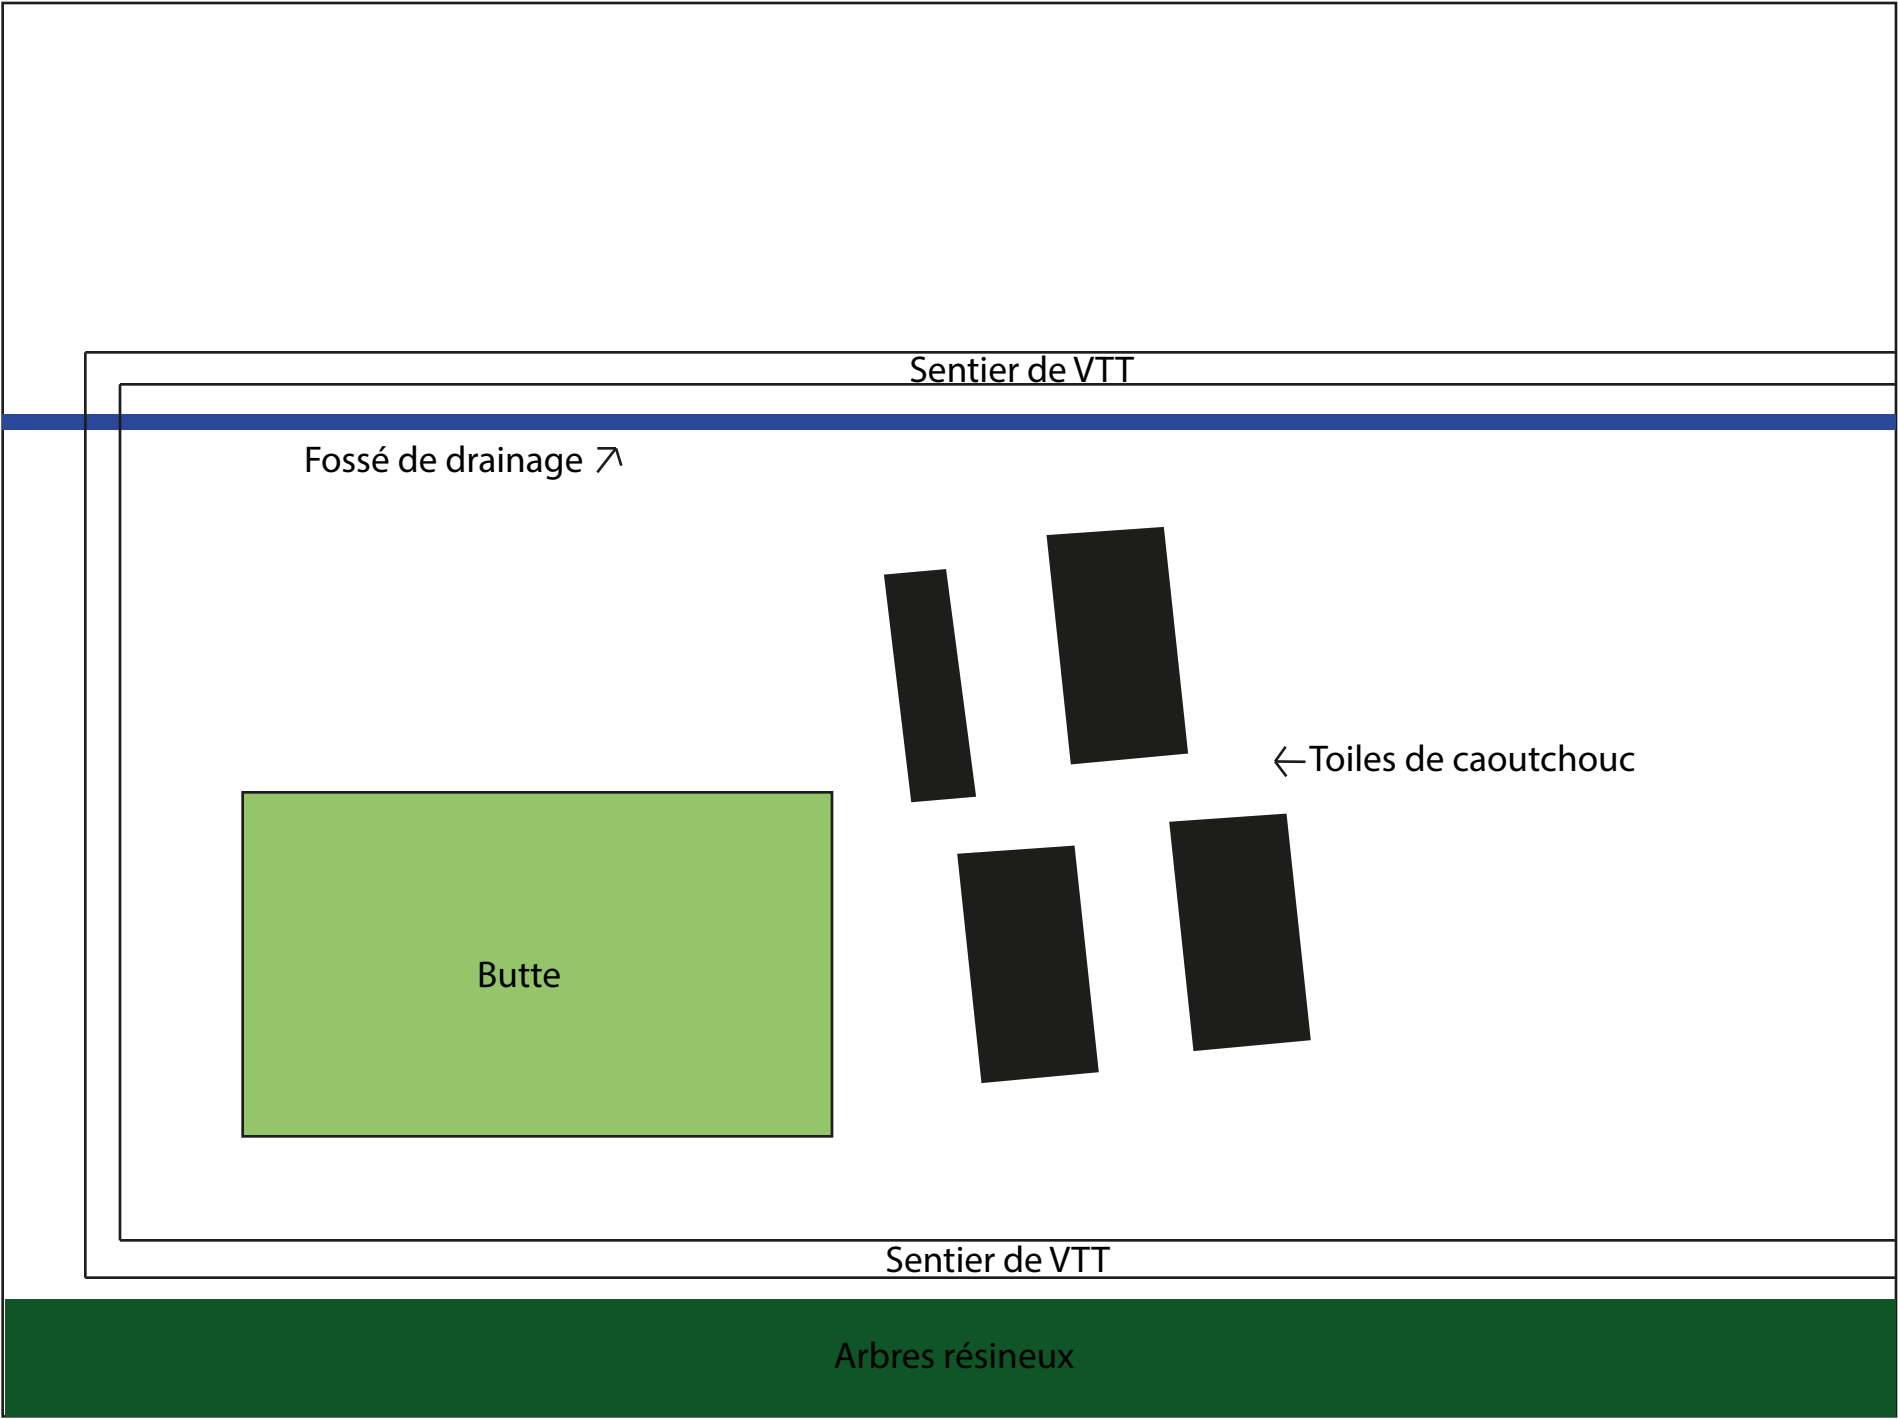 Sentier de VTT
Fossé de drainage
Toiles de caoutchouc
Butte
Sentier de VTT
Arbres résineux